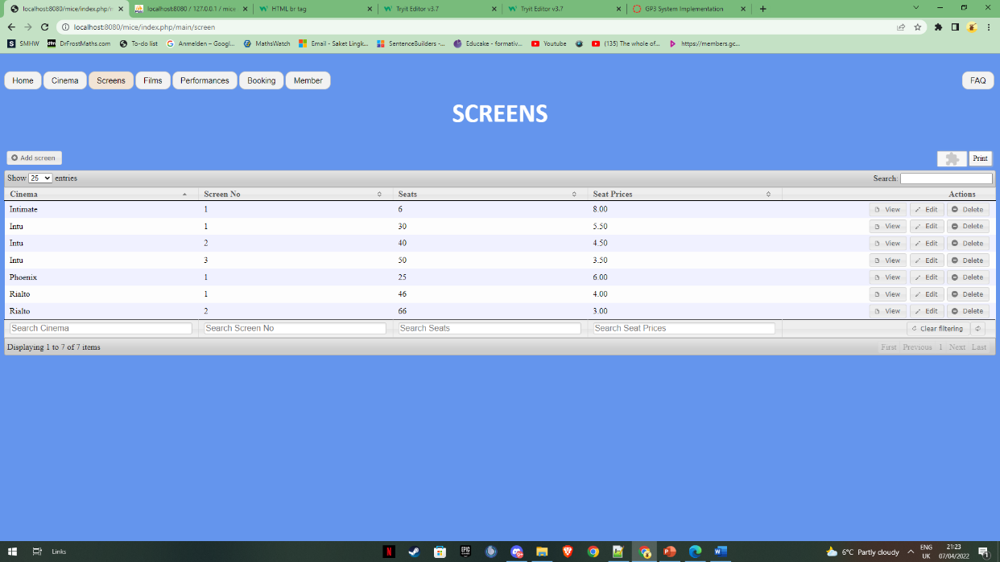 localhost:8080/mice/index.php/m localhost:8080 / 127.0.0.1 / mice HTML br tag Tryit Editor v3.7 Tryit Editor v3.7 GP3 System Implementation
localhost:8080/mice/index.php/main/screen
SMHW DrFrostMaths.com To-do list Anmelden – Googl... MathsWatch Email - Saket Lingk... SentenceBuilders -... Educake - formativ... Youtube (135) The whole of... https://members.gc...
Home Cinema Screens Films Performances Booking Member FAQ
SCREENS
Add screen Print
Show 25 entries Search:
Cinema Screen No Seats Seat Prices Actions
Intimate 1 6 8.00 View Edit Delete
Intu 1 30 5.50 View Edit Delete
Intu 2 40 4.50 View Edit Delete
Intu 3 50 3.50 View Edit Delete
Phoenix 1 25 6.00 View Edit Delete
Rialto 1 46 4.00 View Edit Delete
Rialto 2 66 3.00 View Edit Delete
Search Cinema Search Screen No Search Seats Search Seat Prices Clear filtering
Displaying 1 to 7 of 7 items First Previous 1 Next Last
Links 6°C Partly cloudy ENG 21:23
UK 07/04/2022 1